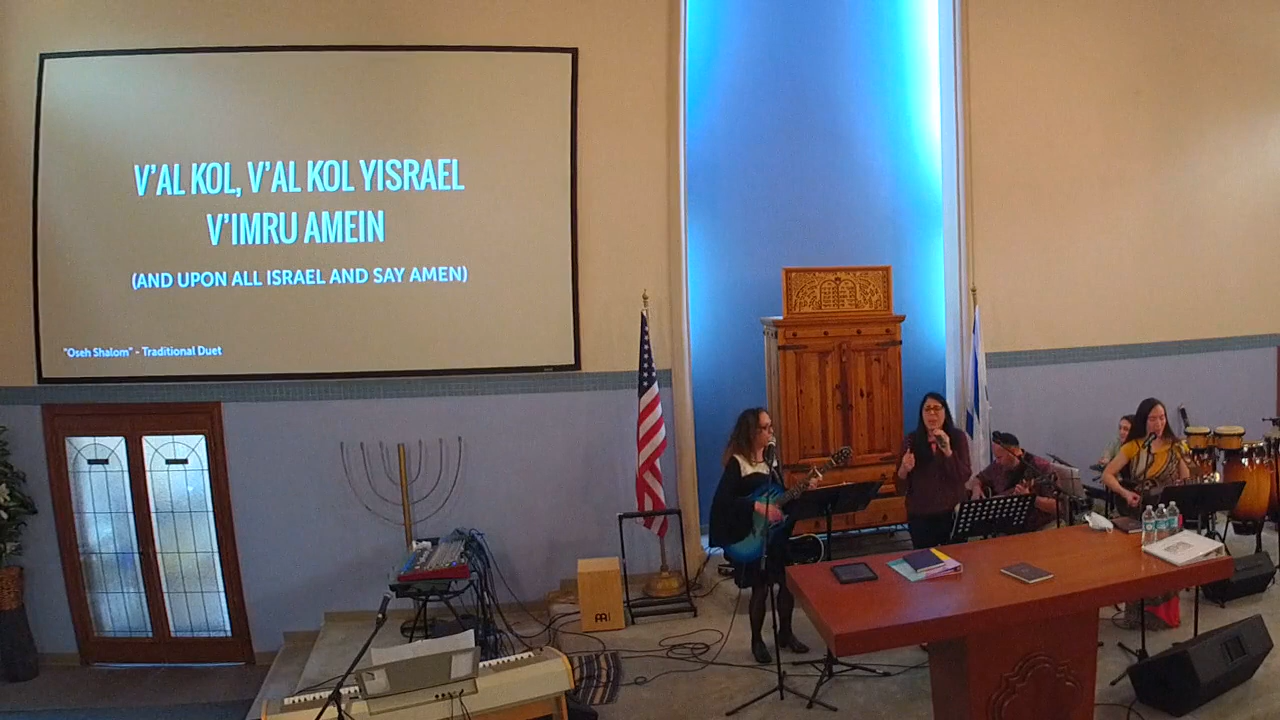 V'AL KOL, V'AL KOL YISRAEL
V'IMRU AMEIN
(AND UPON ALL ISRAEL AND SAY AMEN)
"Oseh Shalom" - Traditional Duet